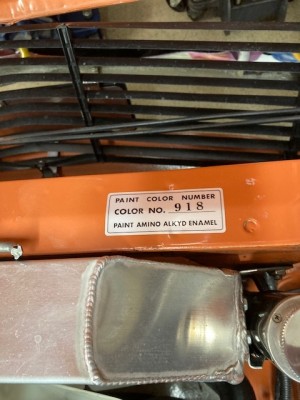 PAINT COLOR NUMBER
COLOR NO. 918
PAINT AMINO ALKYD ENAMEL